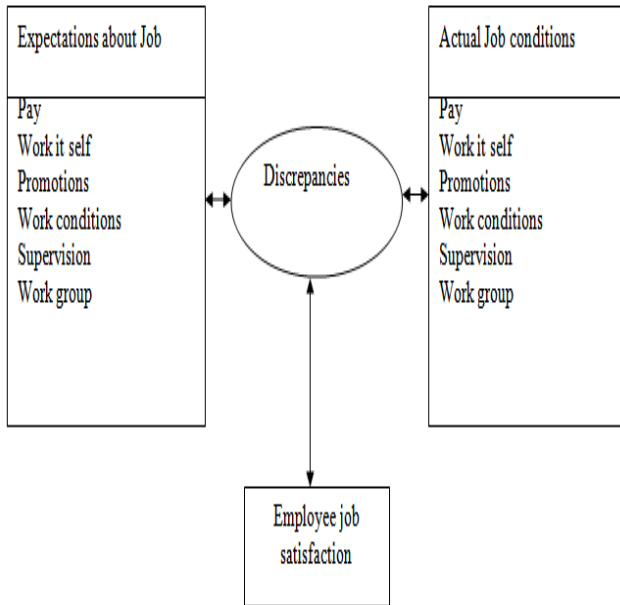 Expectations about Job
Pay
Work it self
Promotions
Work conditions
Supervision
Work group
Discrepancies
Actual Job conditions
Pay
Work it self
Promotions
Work conditions
Supervision
Work group
Employee job
satisfaction